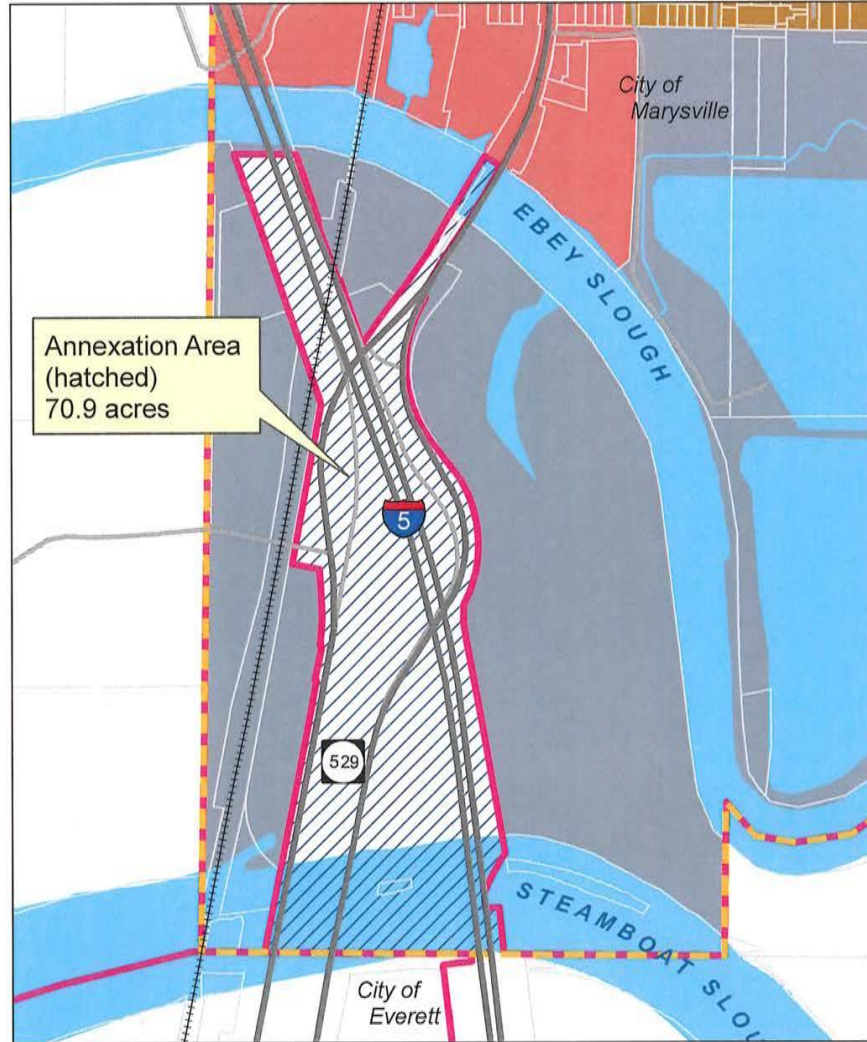 City of
Marysville
EBEY SLOUGH
Annexation Area
(hatched)
70.9 acres
5
529
STEAMBOAT SLOU
City of
Everett